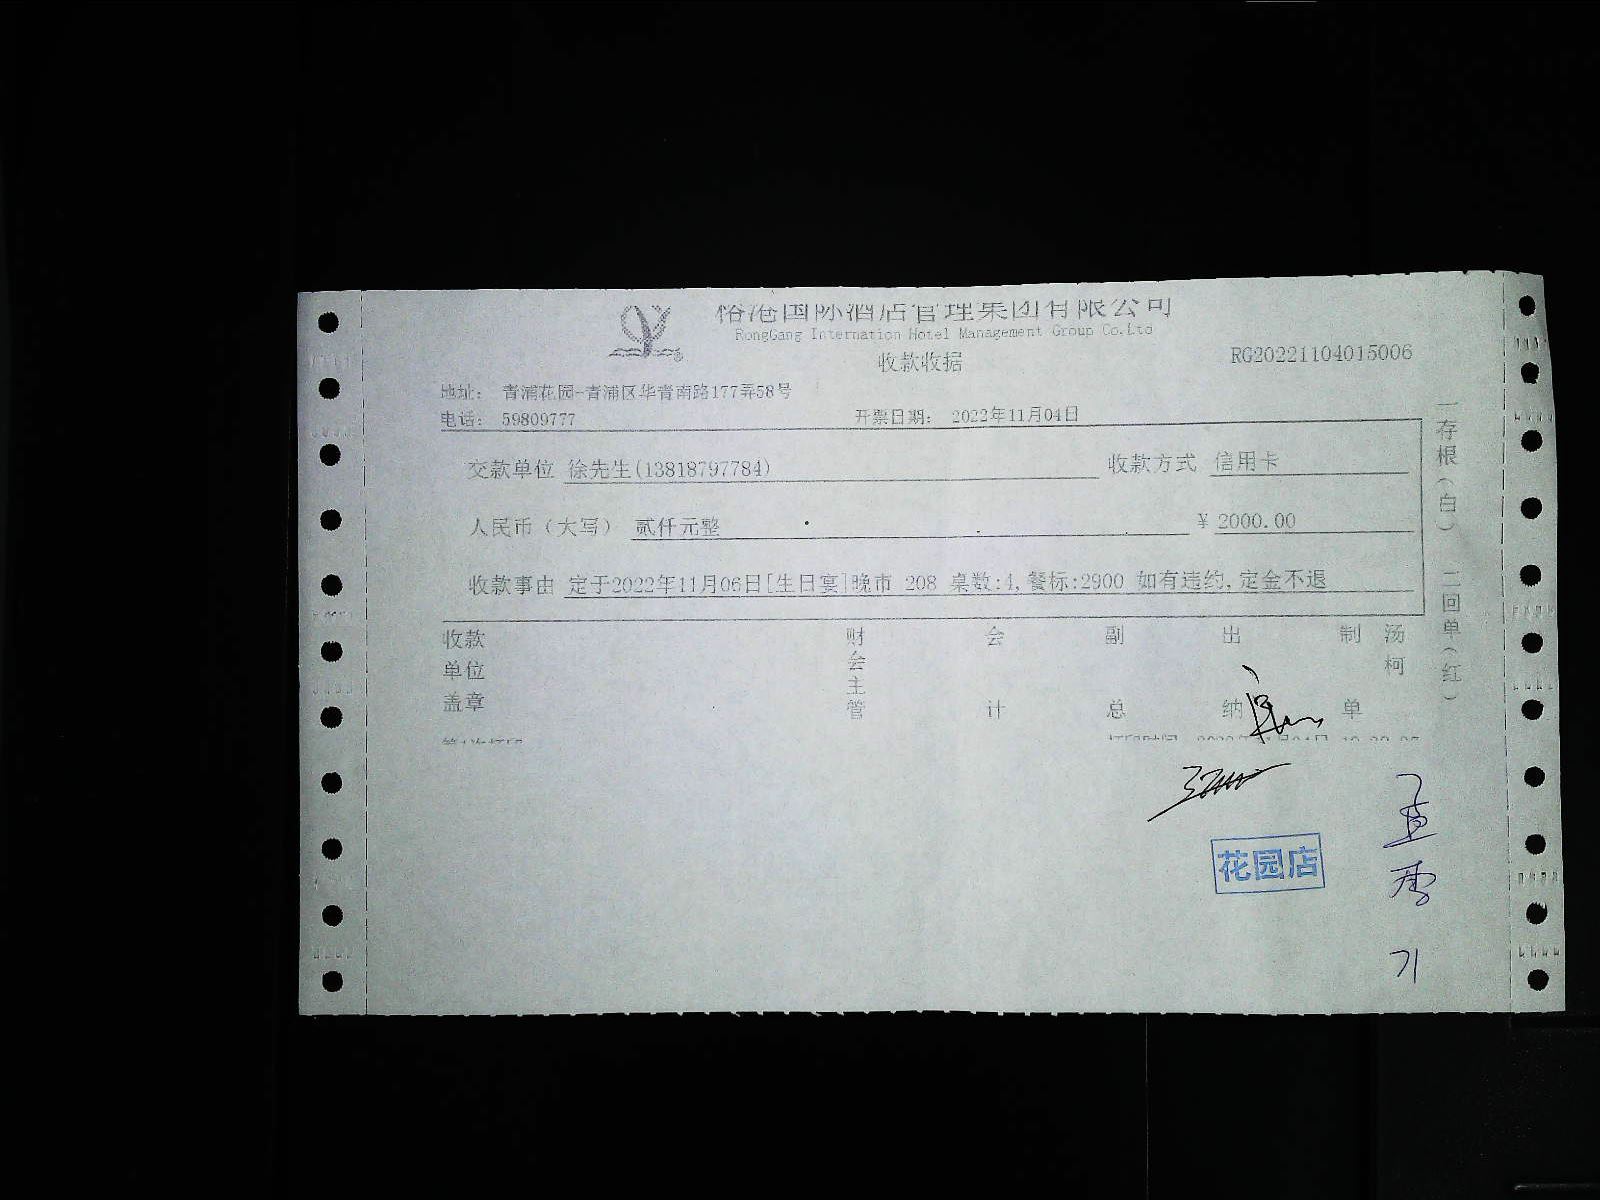 榕港国际酒店管理集团有限公司
RongGang Internation Hotel Management Group Co.Ltd
收款收据
RG20221104015006
地址： 青浦花园-青浦区华青南路177弄58号
电话： 59809777 开票日期： 2022年11月04日
交款单位 徐先生(13818797784) 收款方式 信用卡
人民币（大写） 贰仟元整 ¥ 2000.00
收款事由 定于2022年11月06日[生日宴]晚市 208 桌数:4,餐标:2900 如有违约,定金不退
收款单位盖章 财会主管 会计 副总 出纳 制单 汤柯
一存根（白） 二回单（红）
花园店